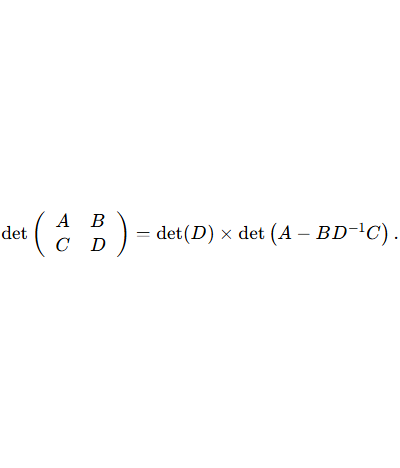 det ( A B
C D ) = det(D) × det (A − BD⁻¹C) .